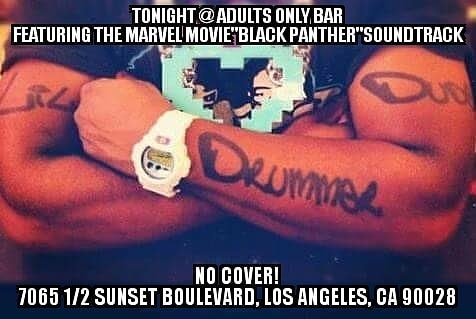 TONIGHT @ ADULTS ONLY BAR
FEATURING THE MARVEL MOVIE"BLACK PANTHER"SOUNDTRACK
LIL
DRUMMER
NO COVER!
7065 1/2 SUNSET BOULEVARD, LOS ANGELES, CA 90028